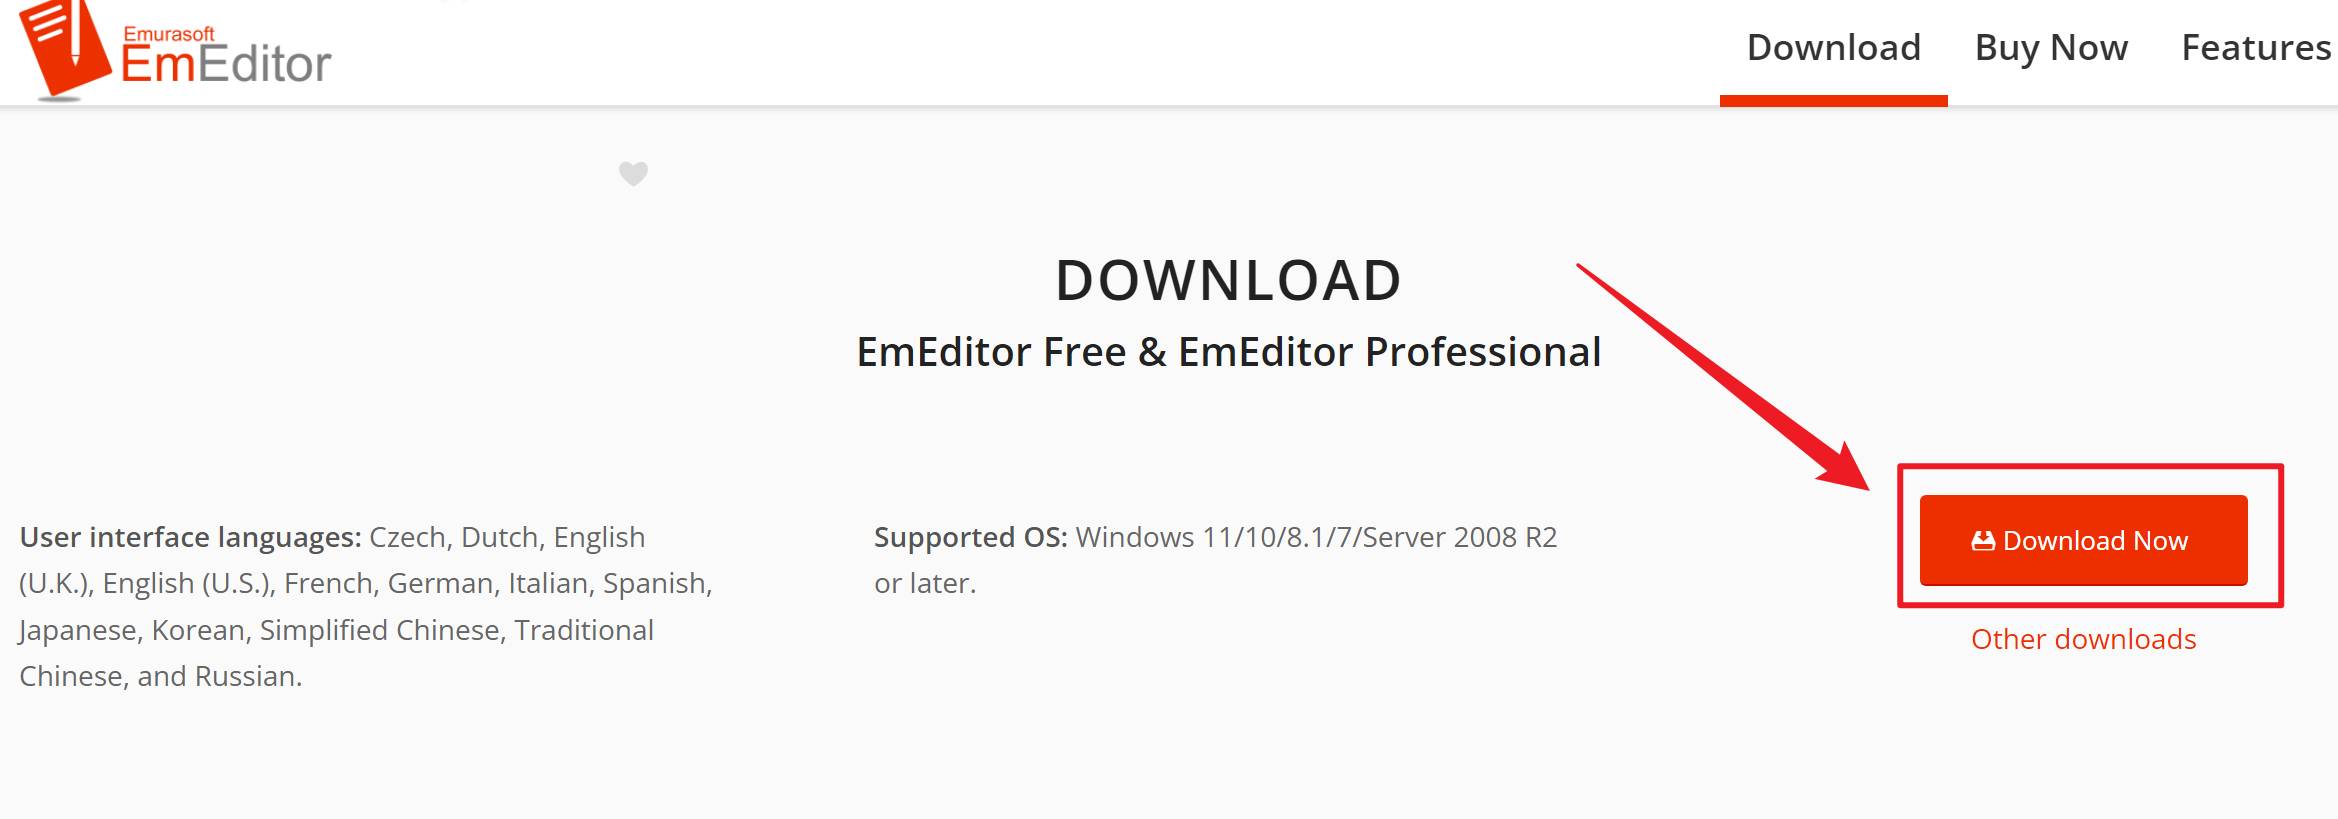 Emurasoft
EmEditor
Download Buy Now Features
DOWNLOAD
EmEditor Free & EmEditor Professional
User interface languages: Czech, Dutch, English
(U.K.), English (U.S.), French, German, Italian, Spanish,
Japanese, Korean, Simplified Chinese, Traditional
Chinese, and Russian.
Supported OS: Windows 11/10/8.1/7/Server 2008 R2
or later.
Download Now
Other downloads